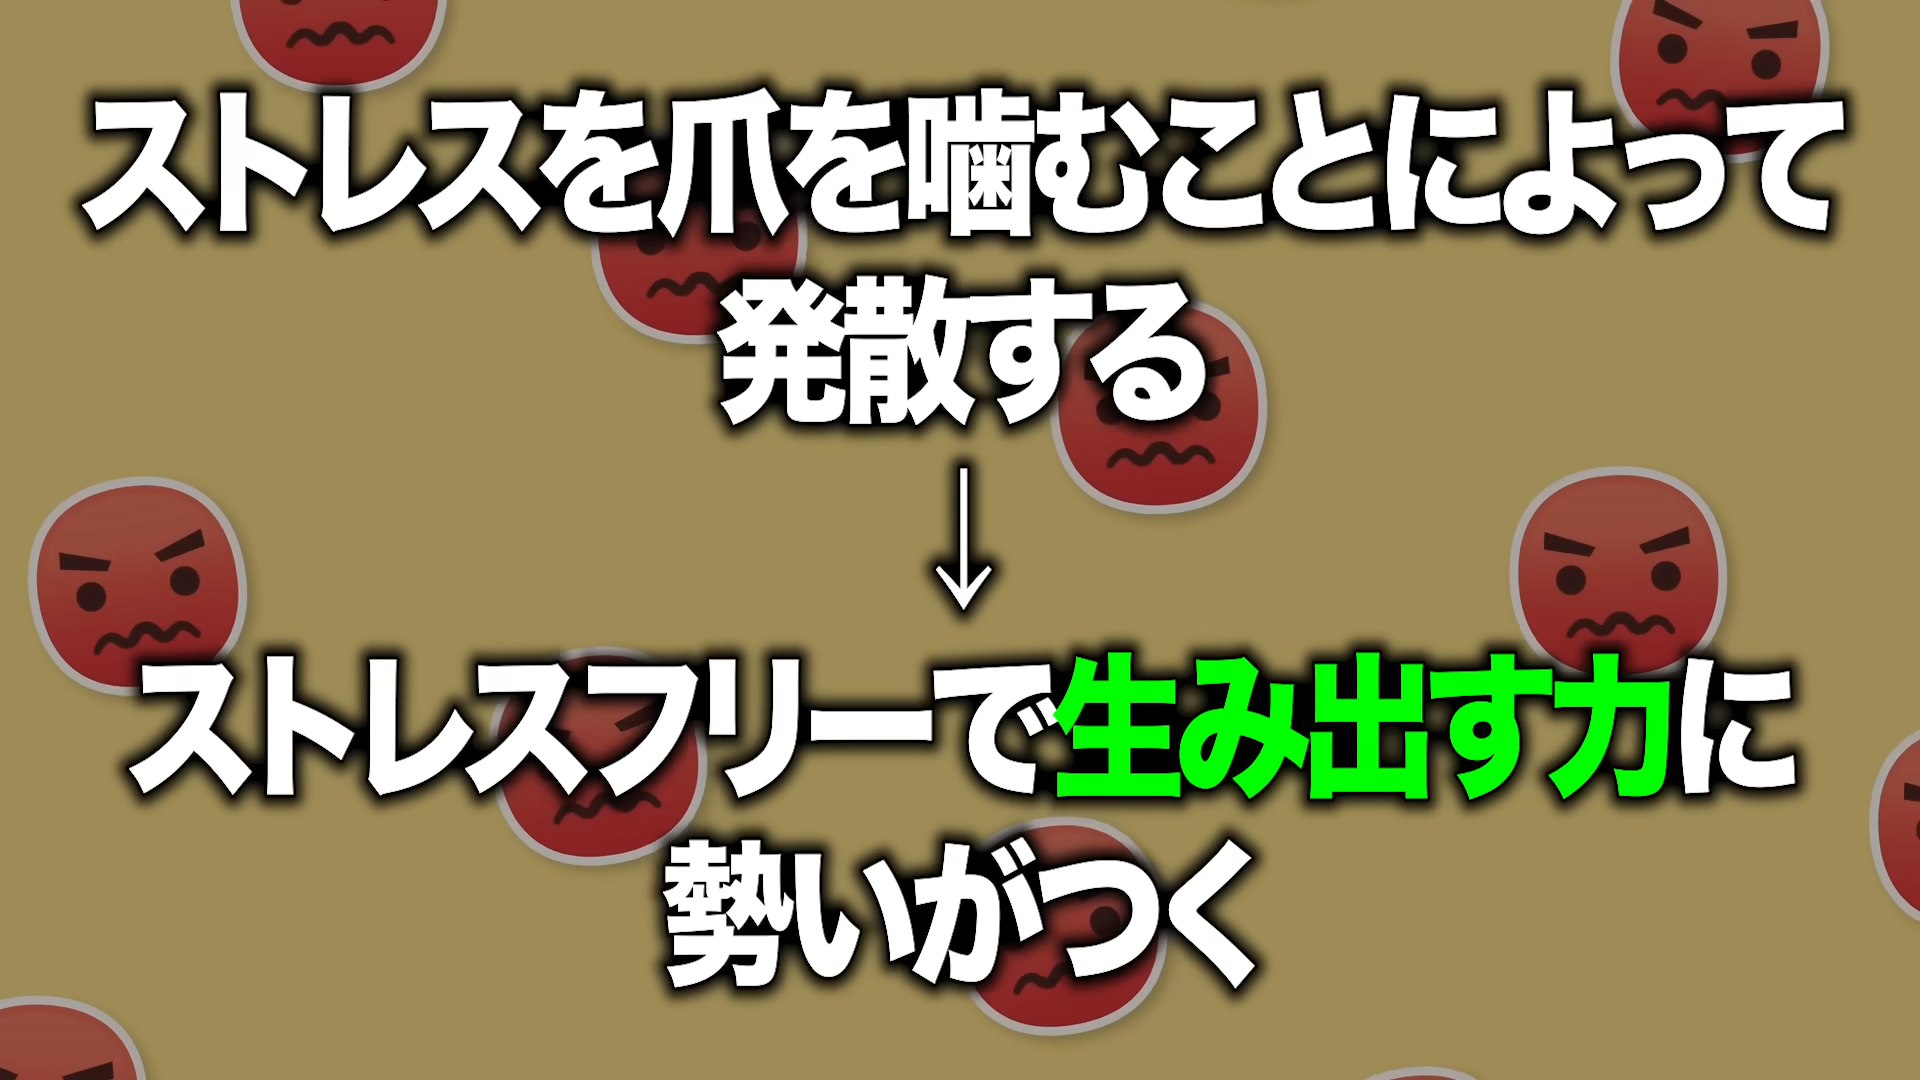 ストレスを爪を噛むことによって
発散する
↓
ストレスフリーで生み出す力に
勢いがつく